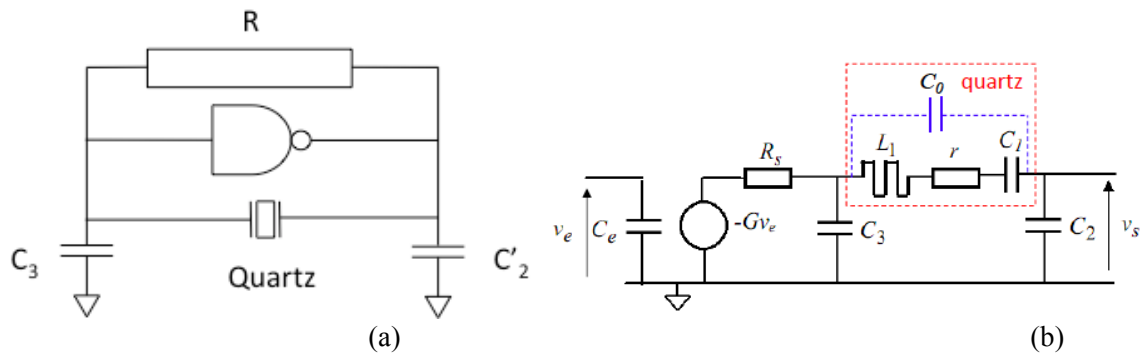 R
C₃
Quartz
C'₂
(a)
C₀
quartz
Rₛ
L₁
r
C₁
vₑ
Cₑ
-Gvₑ
C₃
C₂
vₛ
(b)